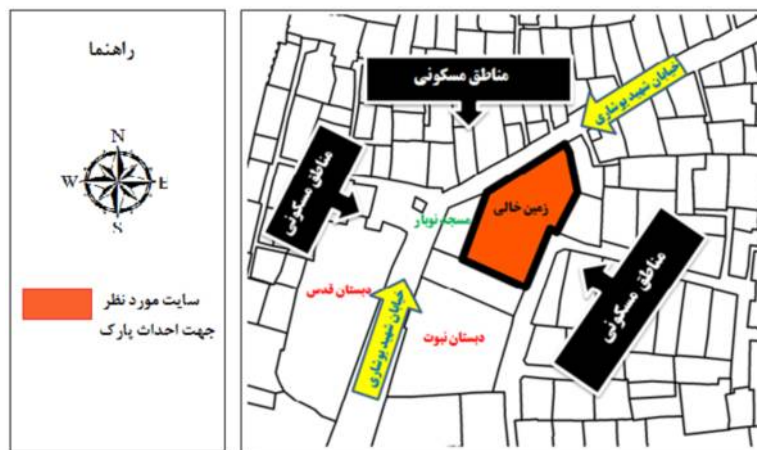 راهنما
N
W
E
S
سایت مورد نظر
جهت احداث پارک
مناطق مسکونی
خیابان شهید بوشاری
مناطق مسکونی
زمین خالی
مسجد نوبار
مناطق مسکونی
دبستان قدس
خیابان شهید بوشاری
دبستان نبوت